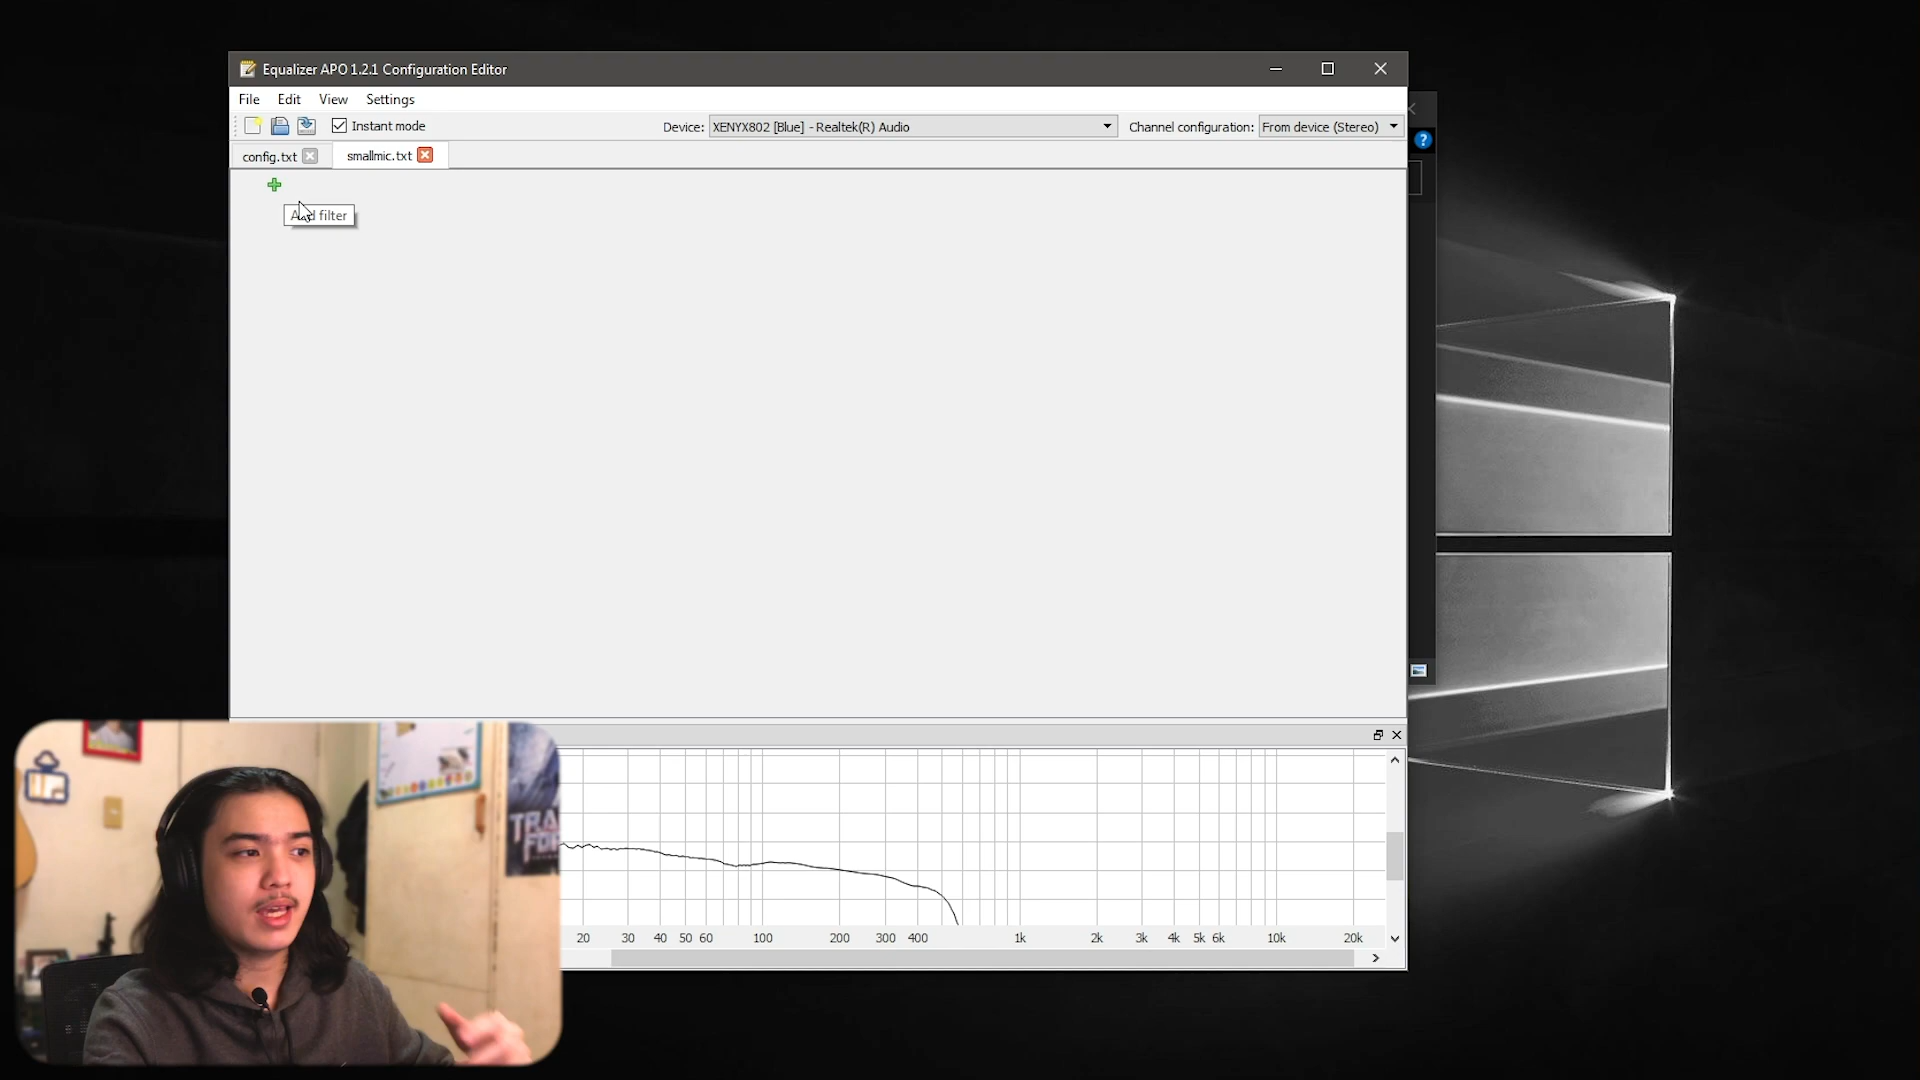 Equalizer APO 1.2.1 Configuration Editor
File Edit View Settings
Instant mode
Device: XENYX802 [Blue] - Realtek(R) Audio
Channel configuration: From device (Stereo)
?
config.txt
smallmic.txt
Add filter
20 30 40 50 60 100 200 300 400 1k 2k 3k 4k 5k 6k 10k 20k